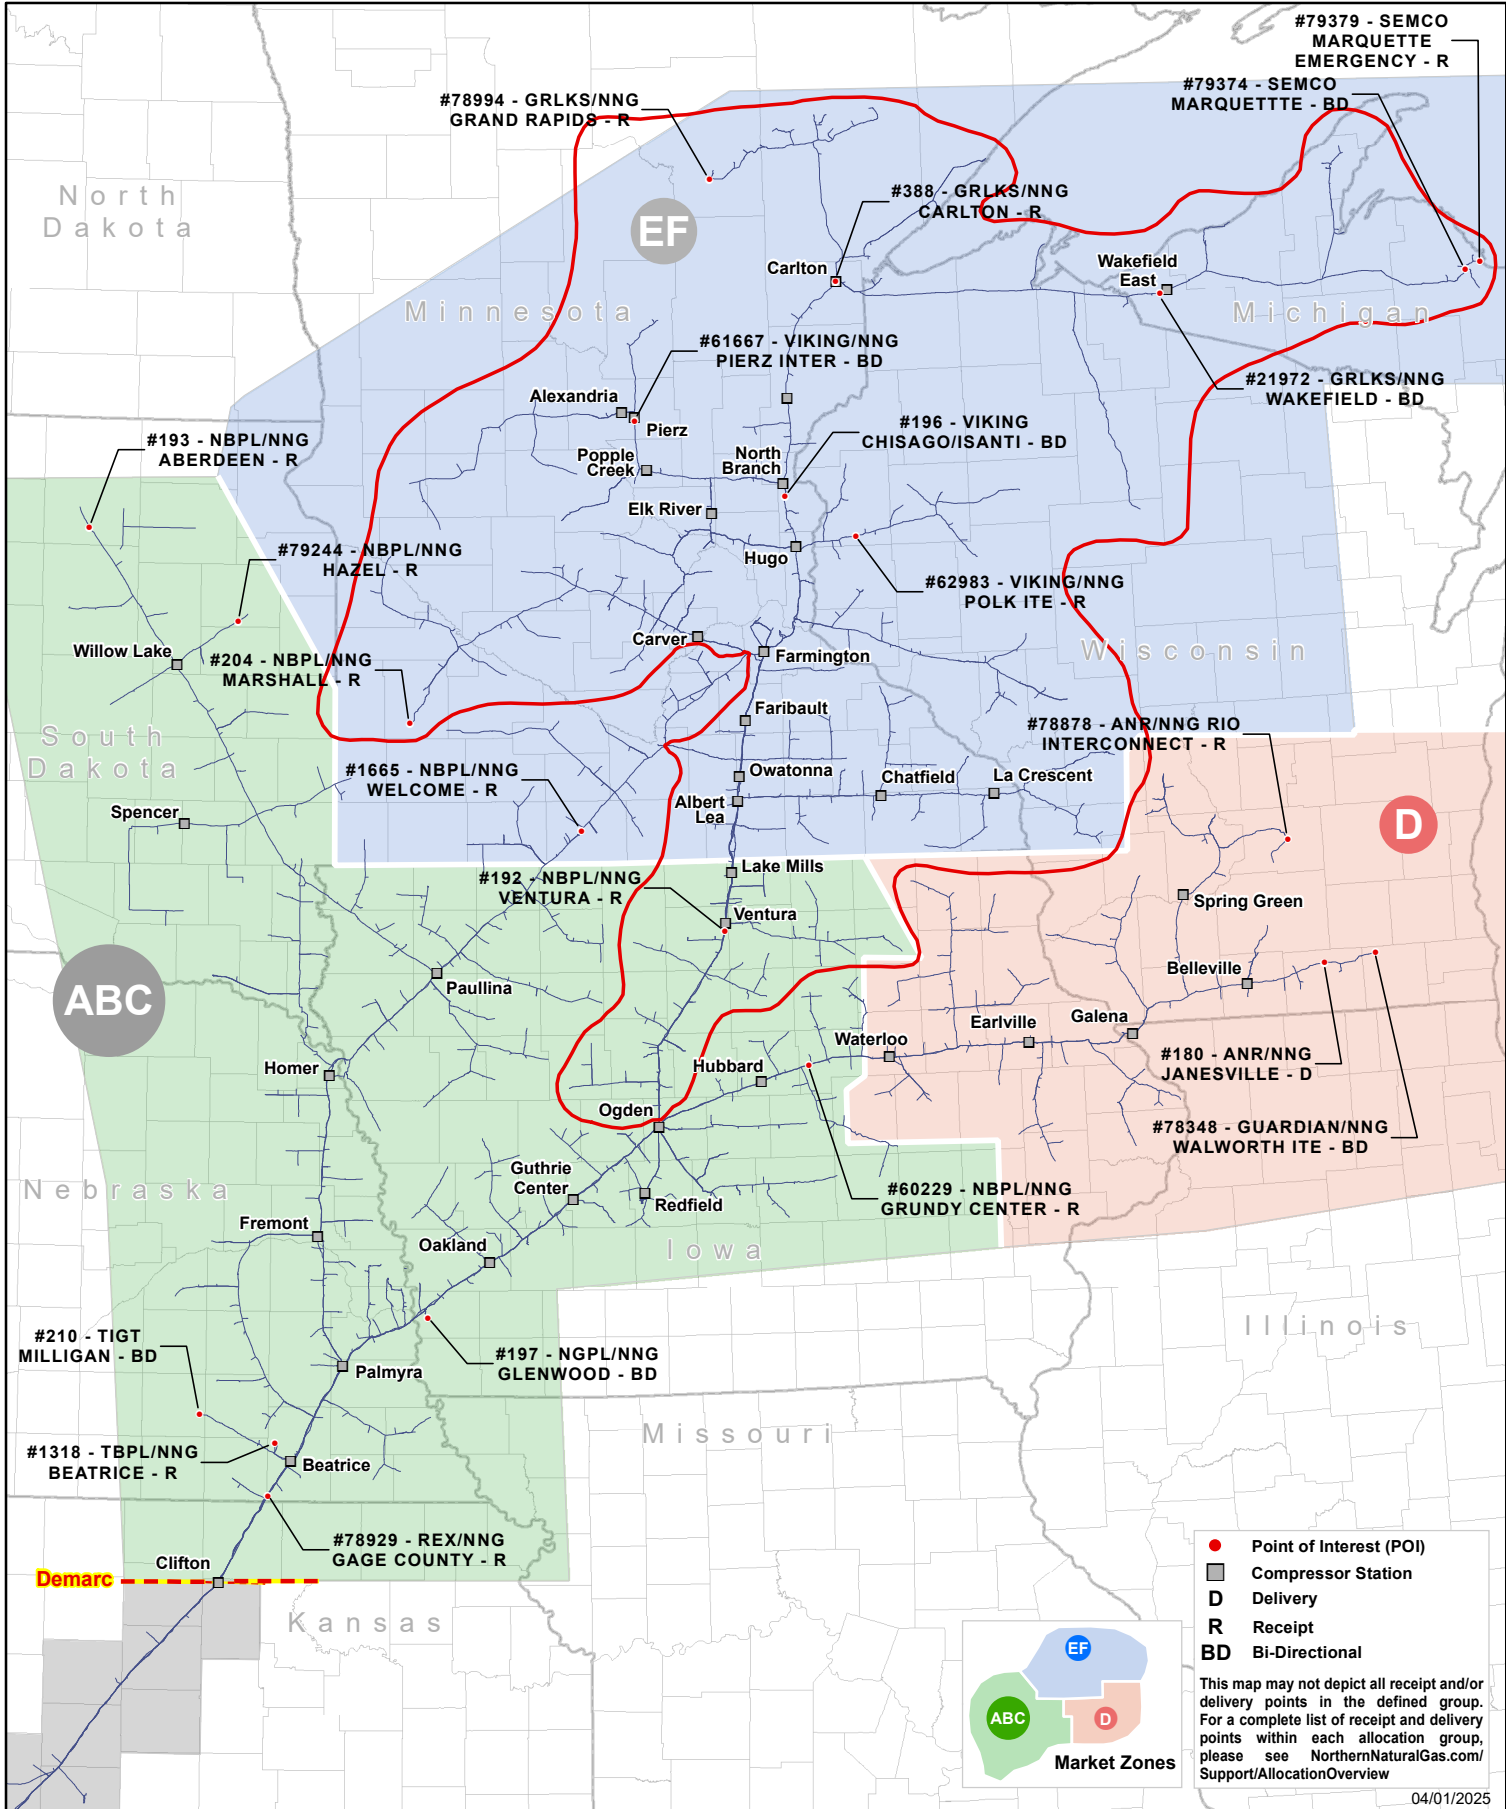 #79379 - SEMCO
MARQUETTE
EMERGENCY - R
#79374 - SEMCO
MARQUETTTE - BD
#78994 - GRLKS/NNG
GRAND RAPIDS - R
North
Dakota
#388 - GRLKS/NNG
CARLTON - R
EF
Carlton
Wakefield
East
Minnesota
Michigan
#61667 - VIKING/NNG
PIERZ INTER - BD
#21972 - GRLKS/NNG
WAKEFIELD - BD
Alexandria
Pierz
#196 - VIKING
CHISAGO/ISANTI - BD
#193 - NBPL/NNG
ABERDEEN - R
Popple
Creek
North
Branch
Elk River
#79244 - NBPL/NNG
HAZEL - R
Hugo
#62983 - VIKING/NNG
POLK ITE - R
Willow Lake
Carver
Farmington
Wisconsin
#204 - NBPL/NNG
MARSHALL - R
Faribault
#78878 - ANR/NNG RIO
INTERCONNECT - R
South
Dakota
#1665 - NBPL/NNG
WELCOME - R
Owatonna
Chatfield
La Crescent
Albert
Lea
Spencer
D
Lake Mills
#192 - NBPL/NNG
VENTURA - R
Spring Green
Ventura
ABC
Paullina
Belleville
Earlville
Galena
Waterloo
Homer
Hubbard
#180 - ANR/NNG
JANESVILLE - D
Ogden
#78348 - GUARDIAN/NNG
WALWORTH ITE - BD
Guthrie
Center
Nebraska
#60229 - NBPL/NNG
GRUNDY CENTER - R
Redfield
Fremont
Oakland
Iowa
Illinois
#210 - TIGT
MILLIGAN - BD
#197 - NGPL/NNG
GLENWOOD - BD
Palmyra
Missouri
#1318 - TBPL/NNG
BEATRICE - R
Beatrice
#78929 - REX/NNG
GAGE COUNTY - R
Clifton
Demarc
Kansas
Point of Interest (POI)
Compressor Station
D Delivery
R Receipt
BD Bi-Directional
This map may not depict all receipt and/or
delivery points in the defined group.
For a complete list of receipt and delivery
points within each allocation group,
please see NorthernNaturalGas.com/
Support/AllocationOverview
EF
ABC
D
Market Zones
04/01/2025